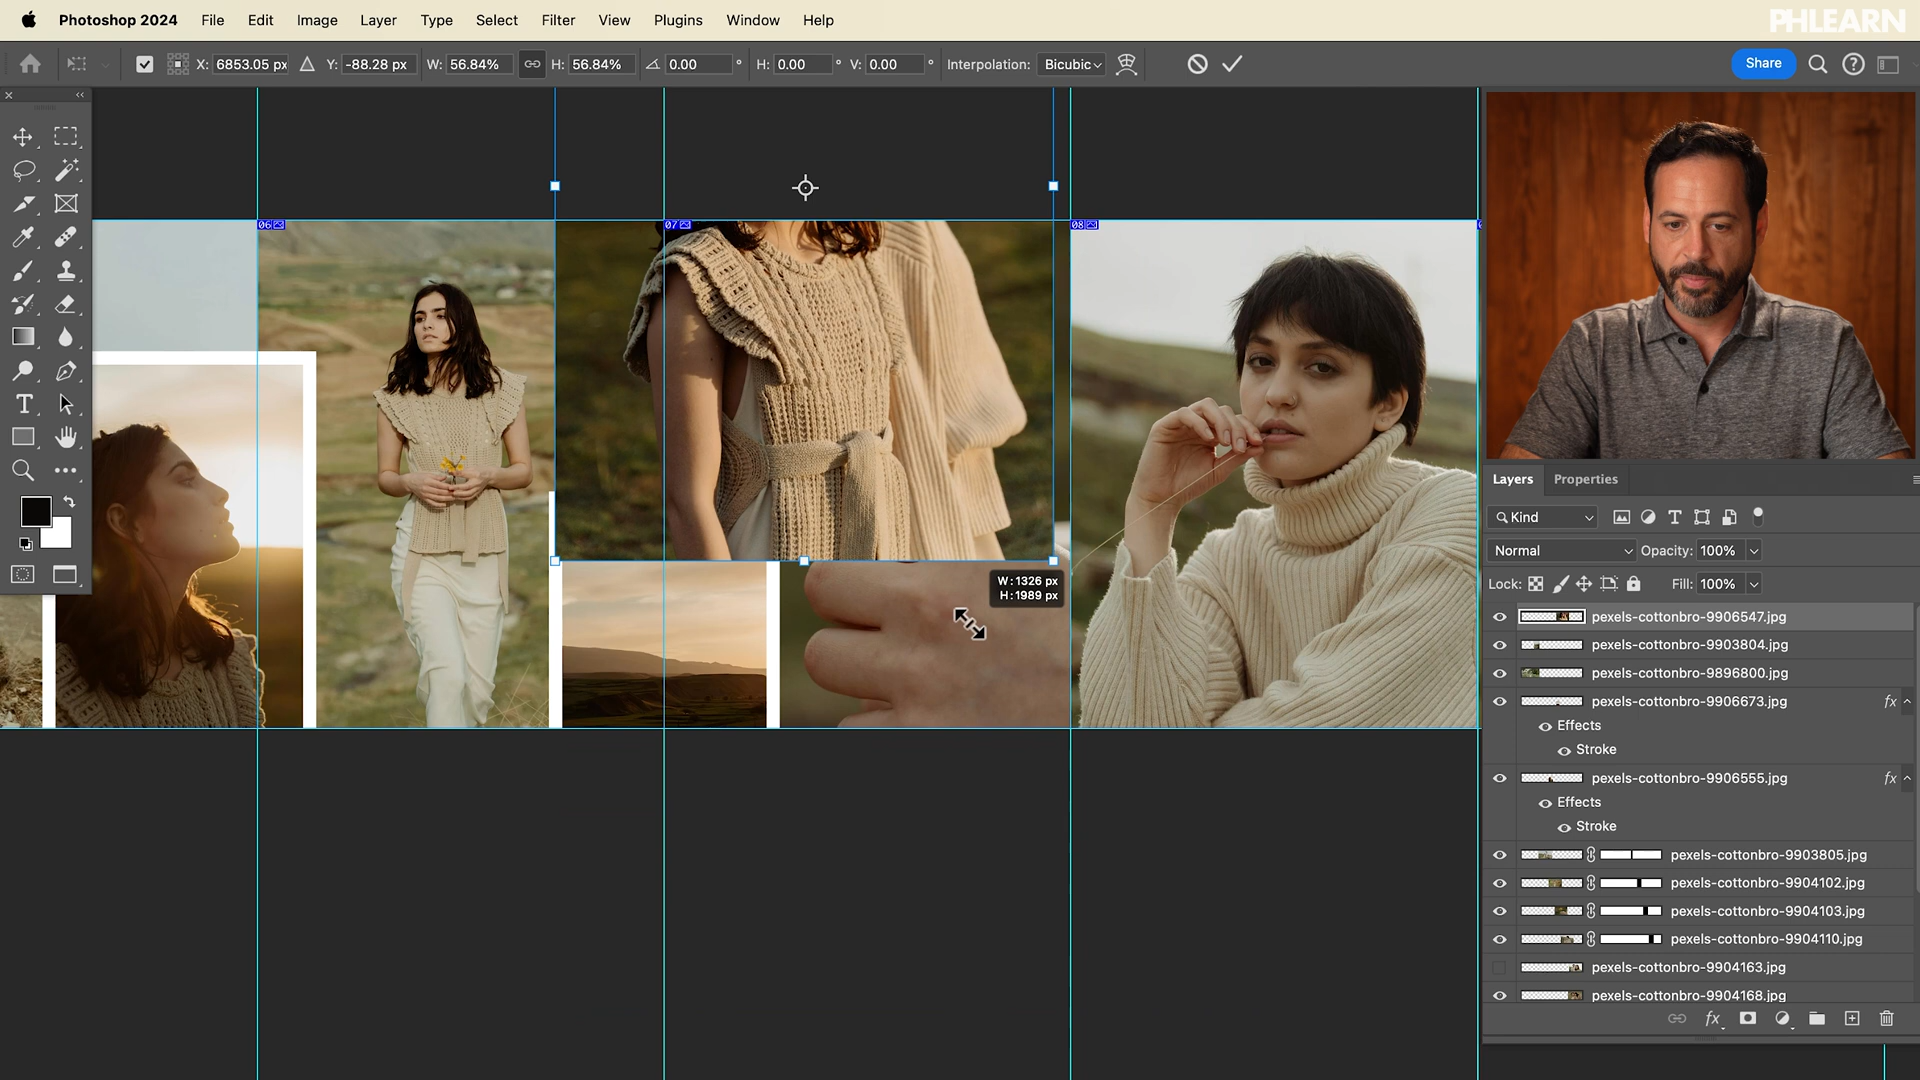 Photoshop 2024 File Edit Image Layer Type Select Filter View Plugins Window Help
PHLEARN
X: 6853.05 px Y: -88.28 px W: 56.84% H: 56.84% 0.00 ° H: 0.00 ° V: 0.00 ° Interpolation: Bicubic
Share
06
07
08
W: 1326 px
H: 1989 px
Layers Properties
Kind
Normal Opacity: 100%
Lock: Fill: 100%
pexels-cottonbro-9906547.jpg
pexels-cottonbro-9903804.jpg
pexels-cottonbro-9896800.jpg
pexels-cottonbro-9906673.jpg fx
Effects
Stroke
pexels-cottonbro-9906555.jpg fx
Effects
Stroke
pexels-cottonbro-9903805.jpg
pexels-cottonbro-9904102.jpg
pexels-cottonbro-9904103.jpg
pexels-cottonbro-9904110.jpg
pexels-cottonbro-9904163.jpg
pexels-cottonbro-9904168.jpg
fx